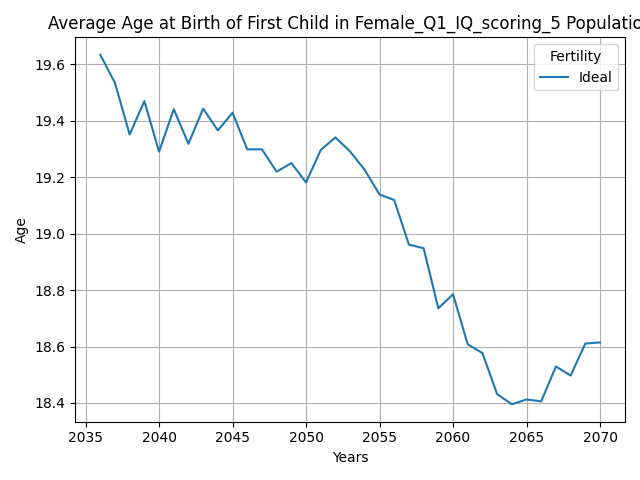 Average Age at Birth of First Child in Female_Q1_IQ_scoring_5 Populatio
Fertility
Ideal
19.6
19.4
19.2
19.0
18.8
18.6
18.4
Age
2035 2040 2045 2050 2055 2060 2065 2070
Years